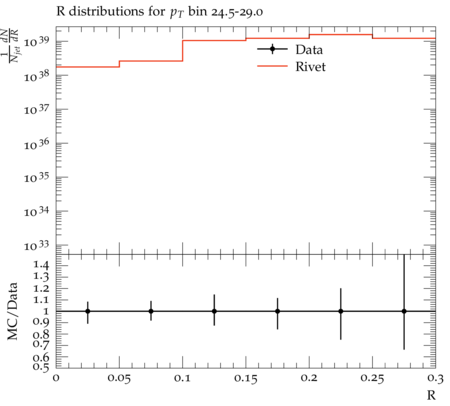 R distributions for p_T bin 24.5-29.0
1/N_jet dN/dR
10^39
10^38
10^37
10^36
10^35
10^34
10^33
Data
Rivet
MC/Data
1.4
1.3
1.2
1.1
1
0.9
0.8
0.7
0.6
0.5
0 0.05 0.1 0.15 0.2 0.25 0.3
R